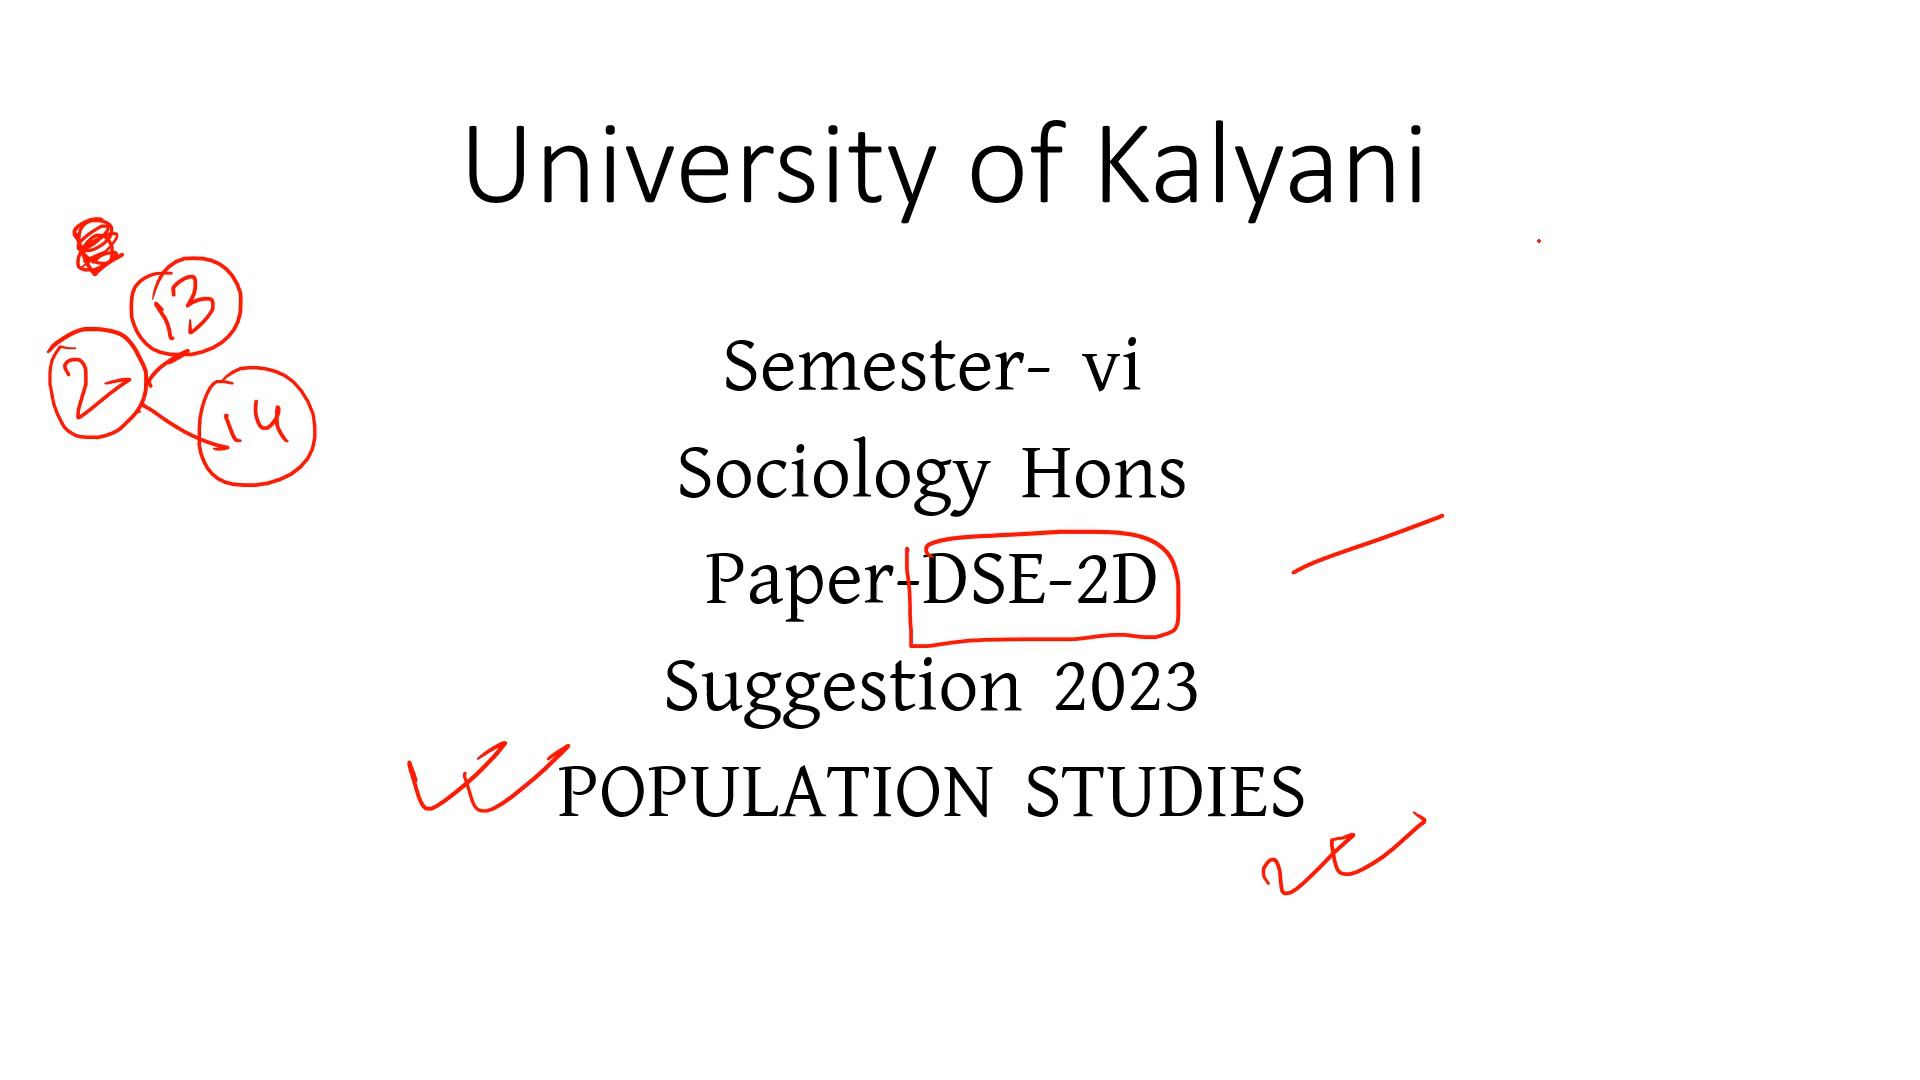 University of Kalyani
13
2
14
Semester- vi
Sociology Hons
Paper-DSE-2D
Suggestion 2023
POPULATION STUDIES